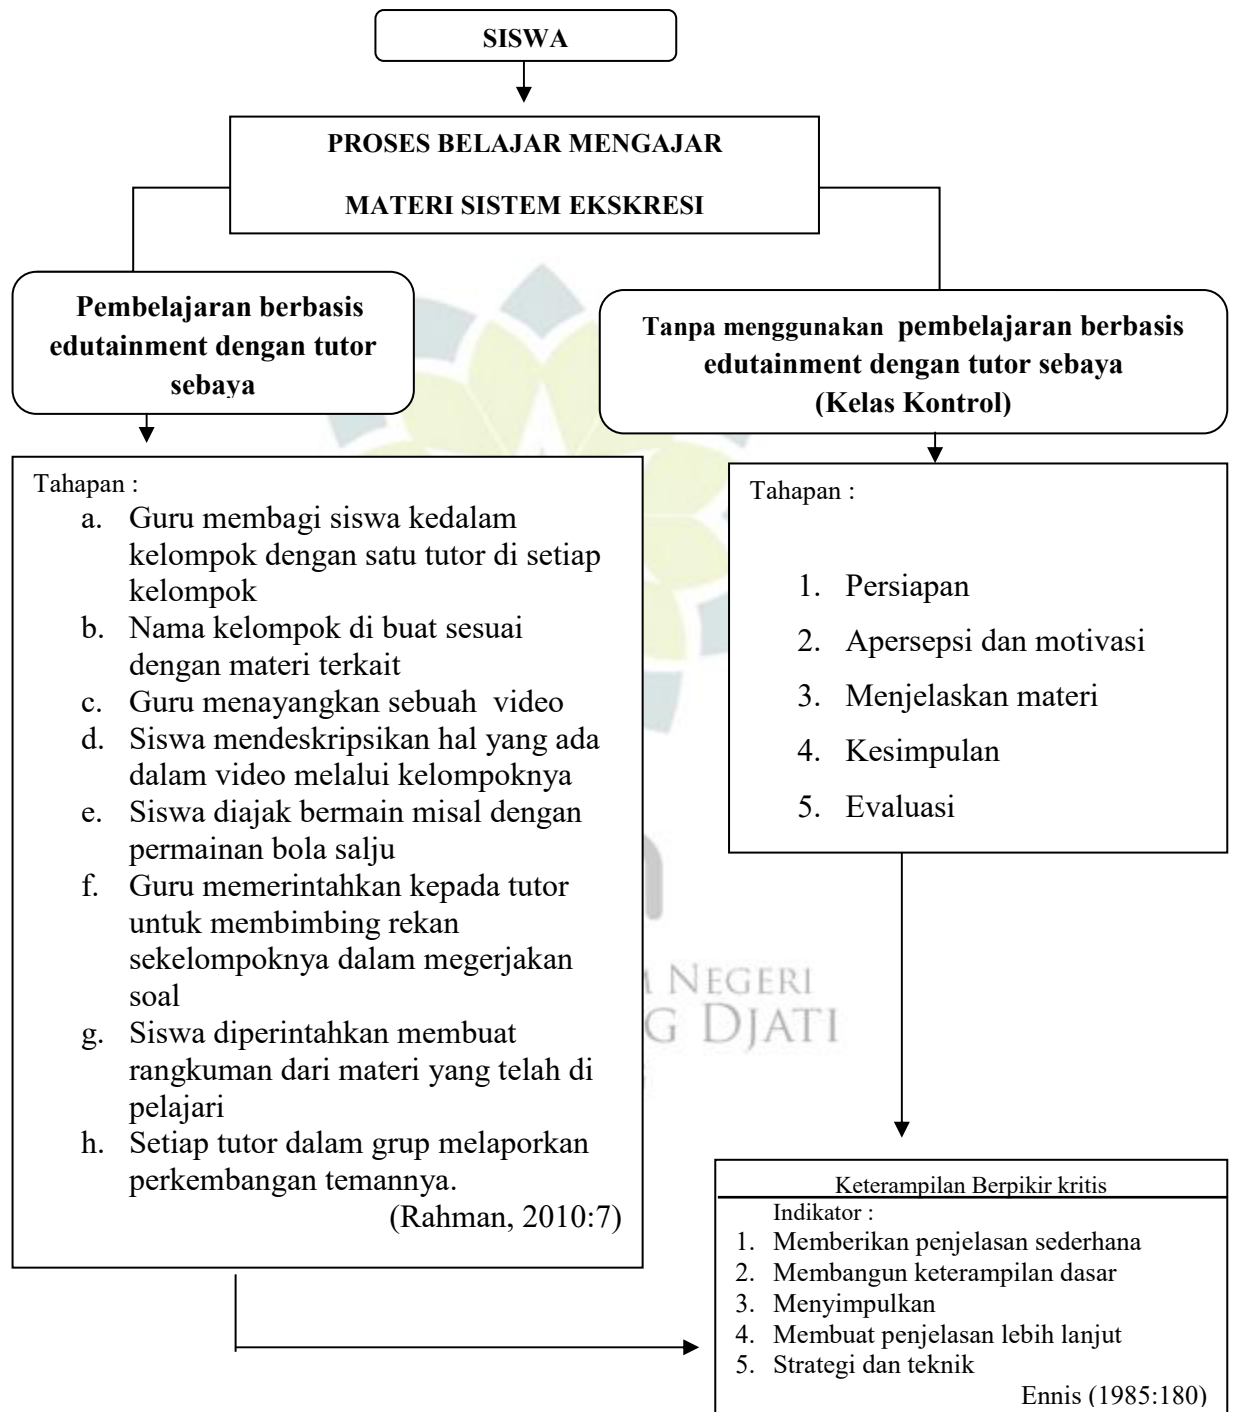 SISWA
PROSES BELAJAR MENGAJAR
MATERI SISTEM EKSKRESI
Pembelajaran berbasis
edutainment dengan tutor
sebaya
Tanpa menggunakan pembelajaran berbasis
edutainment dengan tutor sebaya
(Kelas Kontrol)
Tahapan :
a. Guru membagi siswa kedalam
kelompok dengan satu tutor di setiap
kelompok
b. Nama kelompok di buat sesuai
dengan materi terkait
c. Guru menayangkan sebuah video
d. Siswa mendeskripsikan hal yang ada
dalam video melalui kelompoknya
e. Siswa diajak bermain misal dengan
permainan bola salju
f. Guru memerintahkan kepada tutor
untuk membimbing rekan
sekelompoknya dalam megerjakan
soal
g. Siswa diperintahkan membuat
rangkuman dari materi yang telah di
pelajari
h. Setiap tutor dalam grup melaporkan
perkembangan temannya.
(Rahman, 2010:7)
Tahapan :
1. Persiapan
2. Apersepsi dan motivasi
3. Menjelaskan materi
4. Kesimpulan
5. Evaluasi
NEGERI
G DJATI
Keterampilan Berpikir kritis
Indikator :
1. Memberikan penjelasan sederhana
2. Membangun keterampilan dasar
3. Menyimpulkan
4. Membuat penjelasan lebih lanjut
5. Strategi dan teknik
Ennis (1985:180)